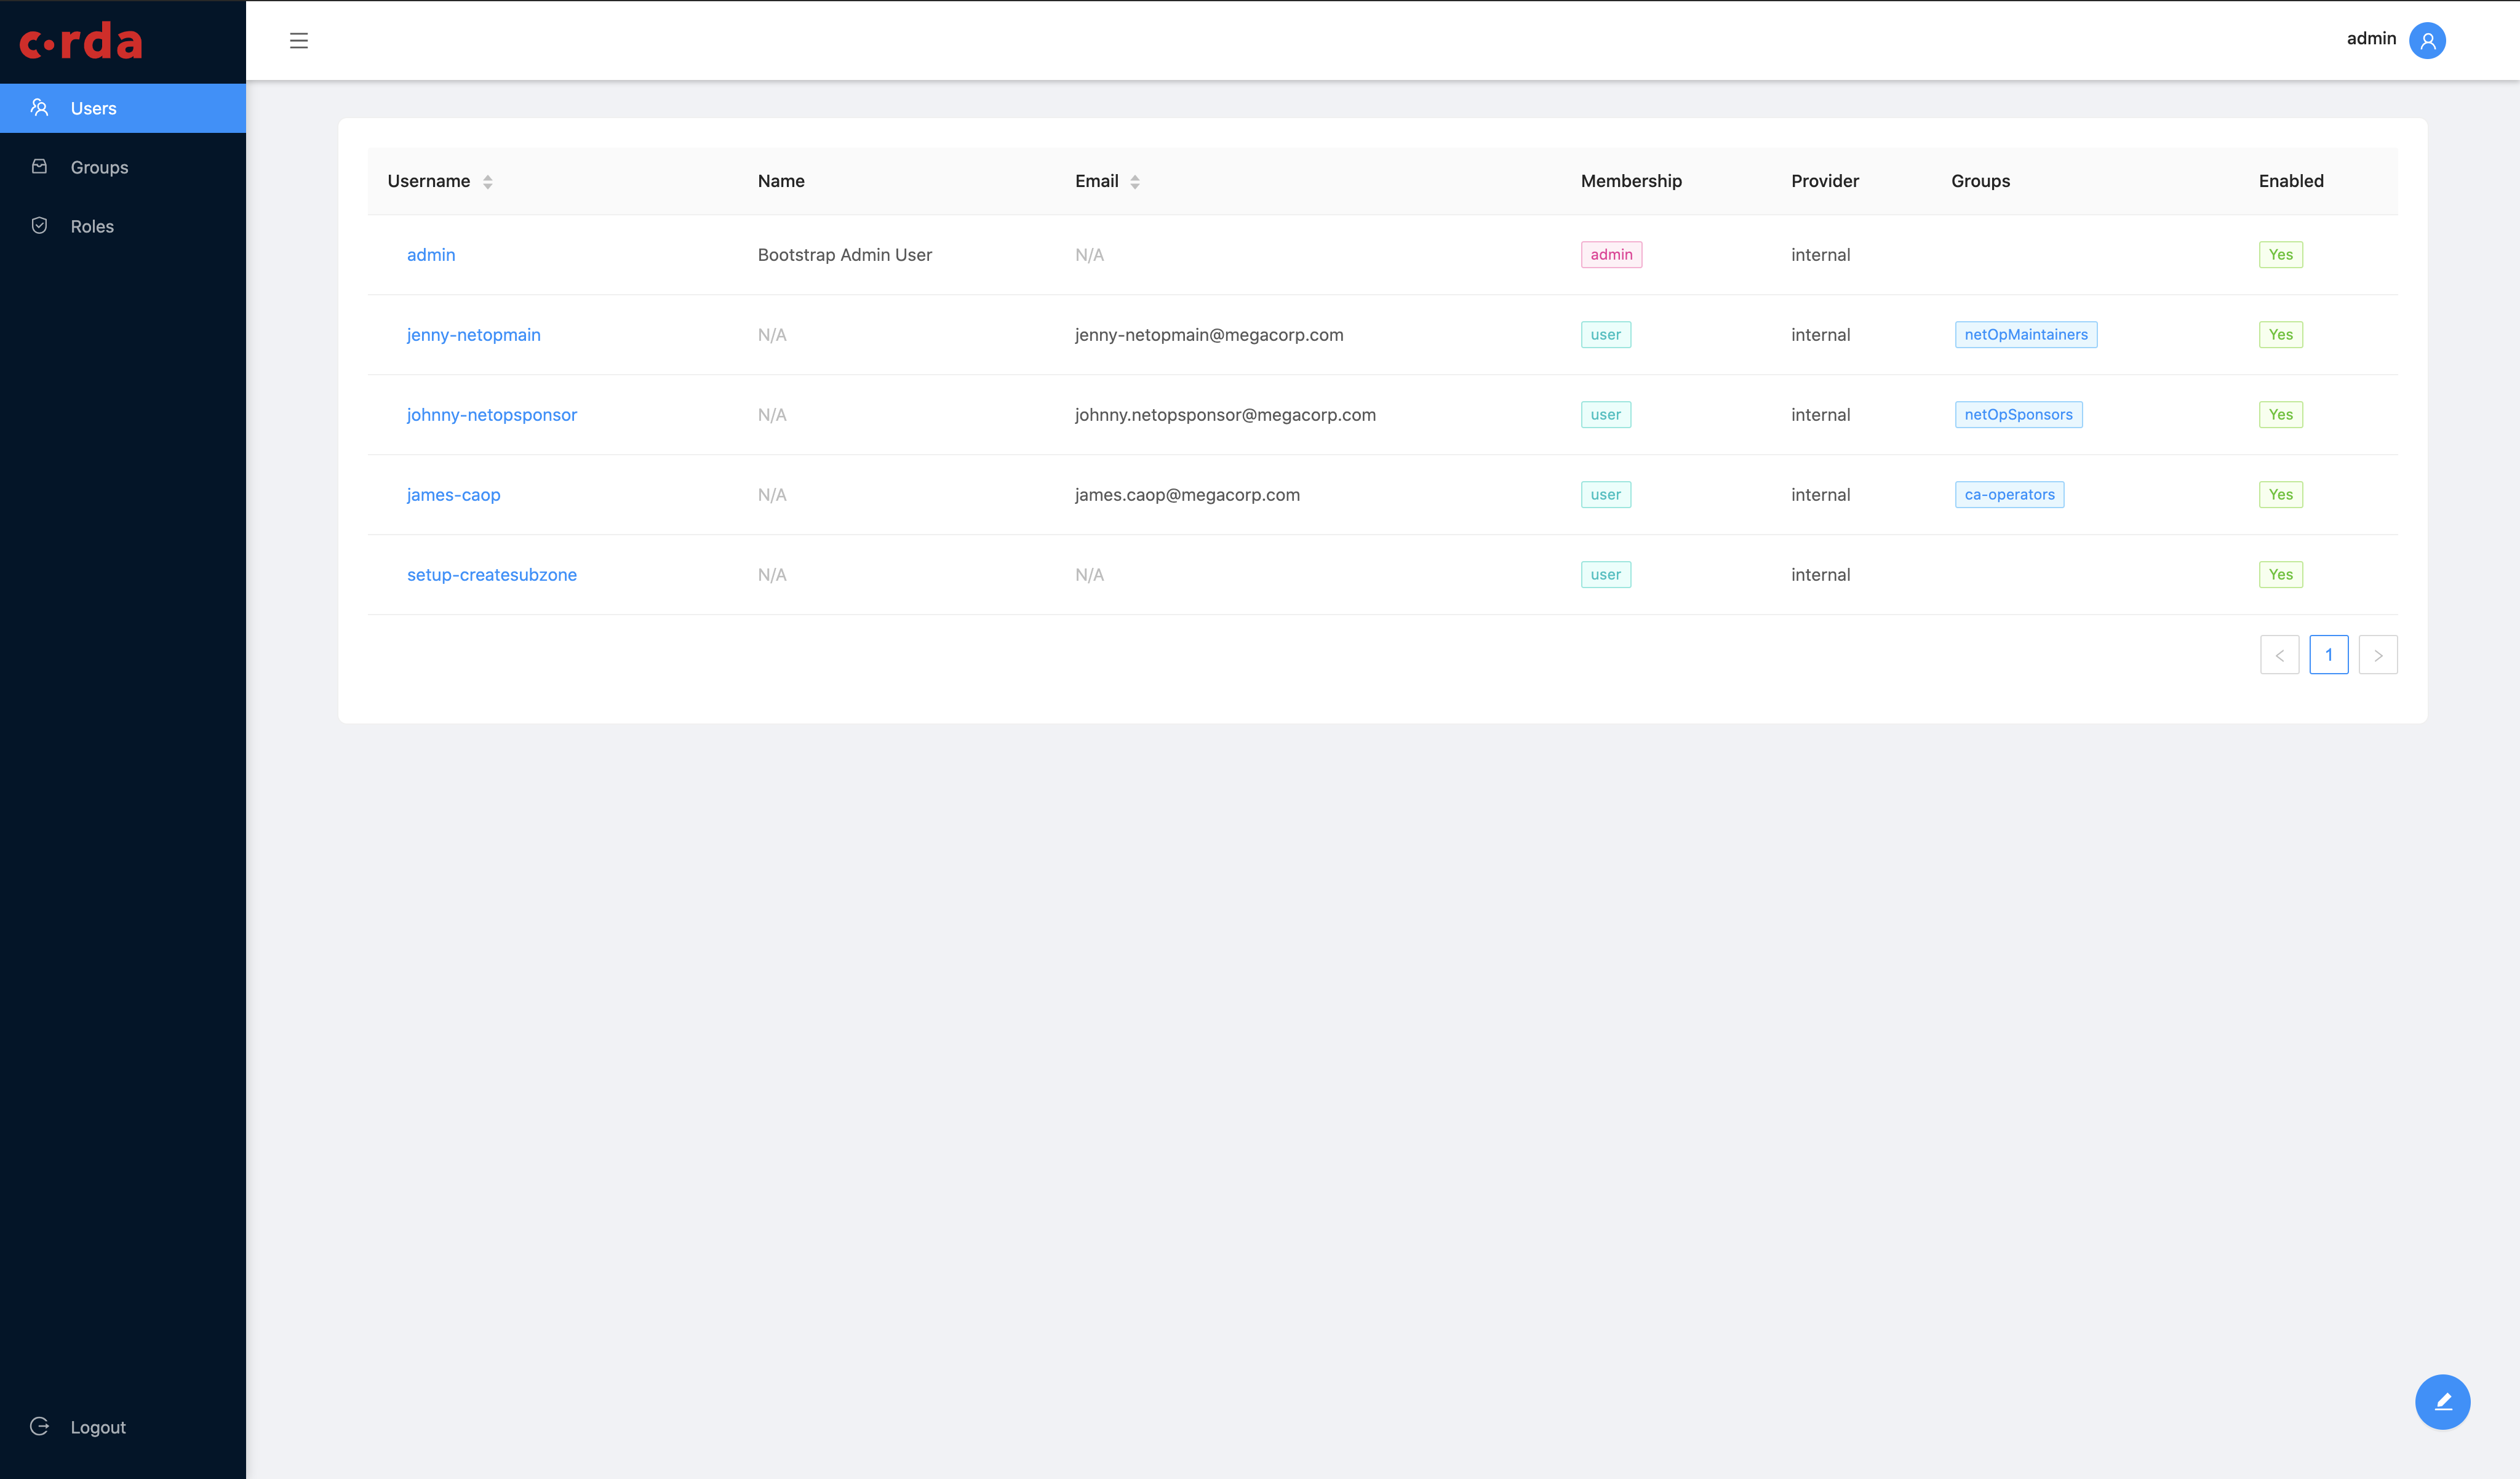 c•rda
admin
Users
Groups
Roles
Username Name Email Membership Provider Groups Enabled
admin Bootstrap Admin User N/A admin internal Yes
jenny-netopmain N/A jenny-netopmain@megacorp.com user internal netOpMaintainers Yes
johnny-netopsponsor N/A johnny.netopsponsor@megacorp.com user internal netOpSponsors Yes
james-caop N/A james.caop@megacorp.com user internal ca-operators Yes
setup-createsubzone N/A N/A user internal Yes
< 1 >
Logout